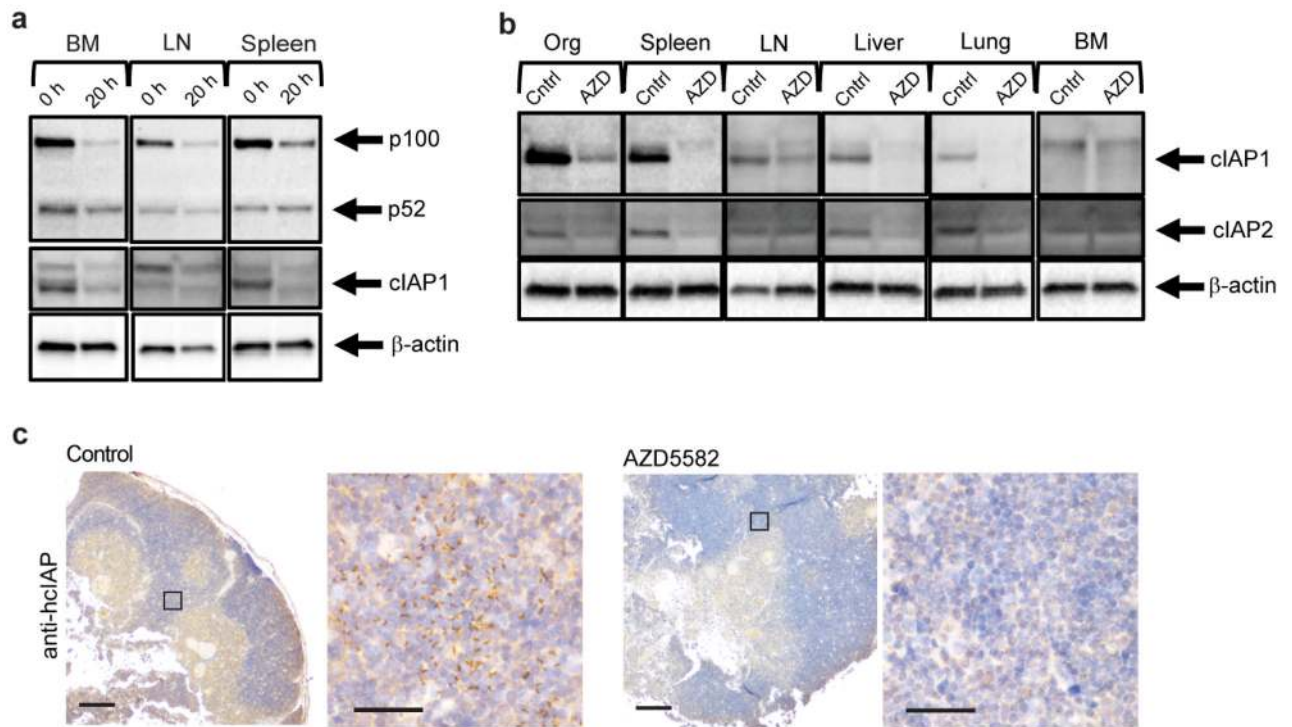 a
BM LN Spleen
0 h 20 h 0 h 20 h 0 h 20 h
p100
p52
cIAP1
β-actin
b
Org Spleen LN Liver Lung BM
Cntrl AZD Cntrl AZD Cntrl AZD Cntrl AZD Cntrl AZD Cntrl AZD
cIAP1
cIAP2
β-actin
c
Control
AZD5582
anti-hcIAP